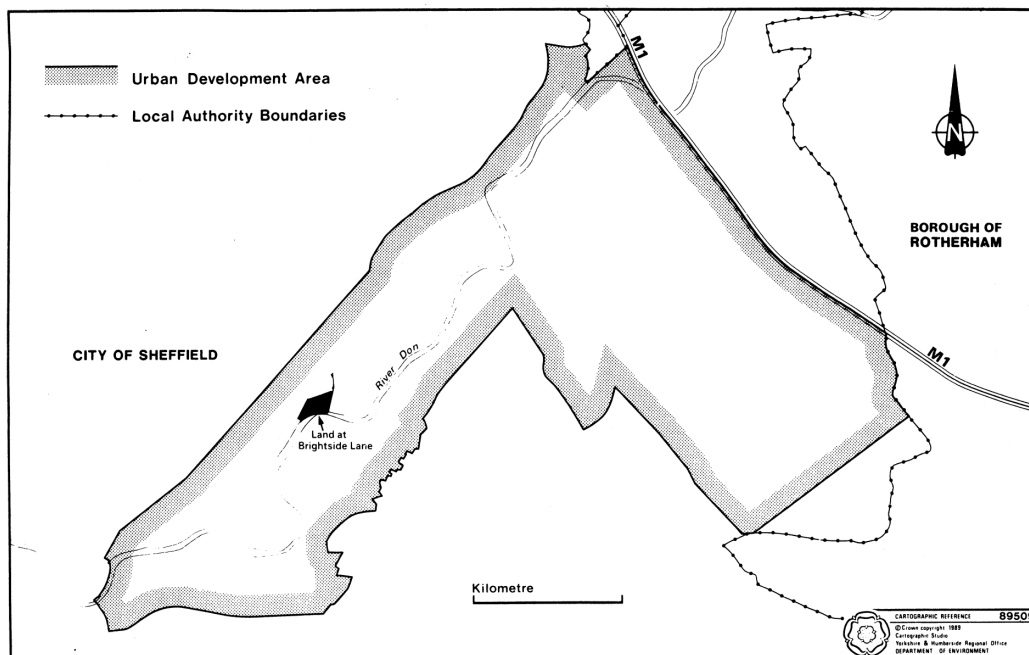 M1
Urban Development Area
Local Authority Boundaries
N
BOROUGH OF
ROTHERHAM
CITY OF SHEFFIELD
River Don
M1
Land at
Brightside Lane
Kilometre
CARTOGRAPHIC REFERENCE 89509
© Crown copyright 1989
Cartographic Studio
Yorkshire & Humberside Regional Office
DEPARTMENT OF ENVIRONMENT